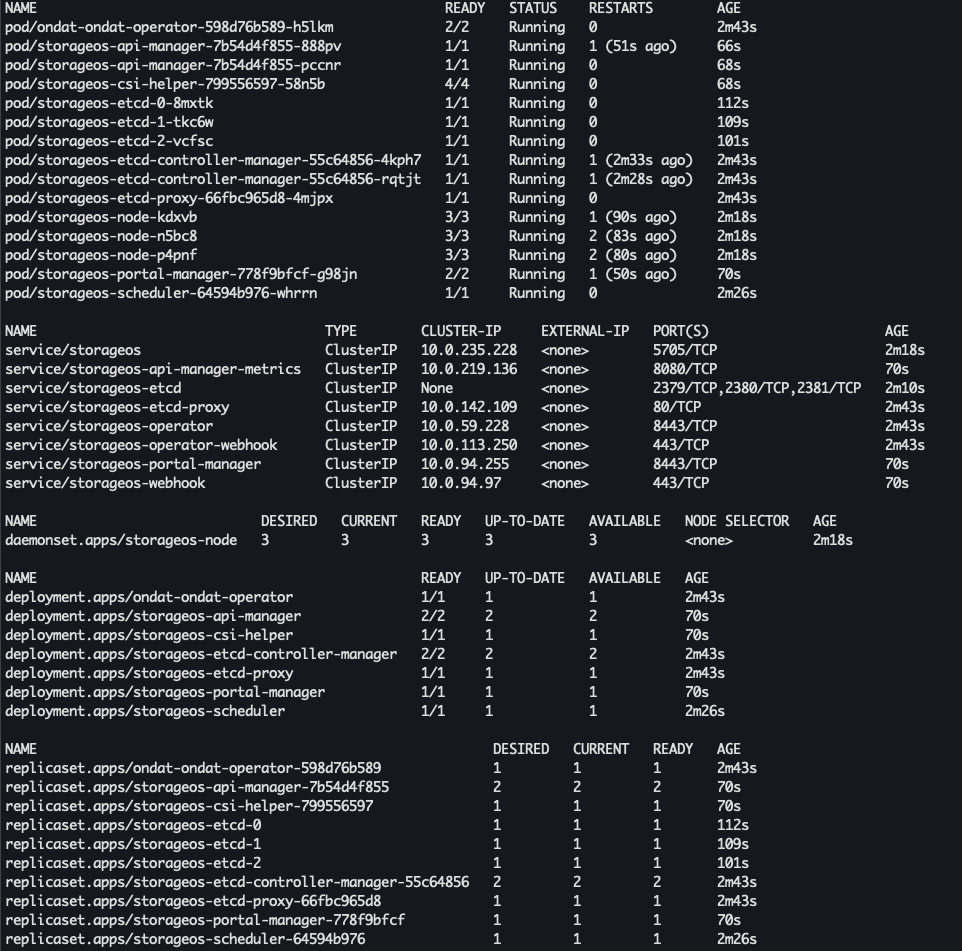 NAME READY STATUS RESTARTS AGE
pod/ondat-ondat-operator-598d76b589-h5lkm 2/2 Running 0 2m43s
pod/storageos-api-manager-7b54d4f855-888pv 1/1 Running 1 (51s ago) 66s
pod/storageos-api-manager-7b54d4f855-pccnr 1/1 Running 0 68s
pod/storageos-csi-helper-799556597-58n5b 4/4 Running 0 68s
pod/storageos-etcd-0-8mxtk 1/1 Running 0 112s
pod/storageos-etcd-1-tkc6w 1/1 Running 0 109s
pod/storageos-etcd-2-vcfsc 1/1 Running 0 101s
pod/storageos-etcd-controller-manager-55c64856-4kph7 1/1 Running 1 (2m33s ago) 2m43s
pod/storageos-etcd-controller-manager-55c64856-rqtjt 1/1 Running 1 (2m28s ago) 2m43s
pod/storageos-etcd-proxy-66fbc965d8-4mjpx 1/1 Running 0 2m43s
pod/storageos-node-kdxvb 3/3 Running 1 (90s ago) 2m18s
pod/storageos-node-n5bc8 3/3 Running 2 (83s ago) 2m18s
pod/storageos-node-p4pnf 3/3 Running 2 (80s ago) 2m18s
pod/storageos-portal-manager-778f9bfcf-g98jn 2/2 Running 1 (50s ago) 70s
pod/storageos-scheduler-64594b976-whrrn 1/1 Running 0 2m26s
NAME TYPE CLUSTER-IP EXTERNAL-IP PORT(S) AGE
service/storageos ClusterIP 10.0.235.228 <none> 5705/TCP 2m18s
service/storageos-api-manager-metrics ClusterIP 10.0.219.136 <none> 8080/TCP 70s
service/storageos-etcd ClusterIP None <none> 2379/TCP,2380/TCP,2381/TCP 2m10s
service/storageos-etcd-proxy ClusterIP 10.0.142.109 <none> 80/TCP 2m43s
service/storageos-operator ClusterIP 10.0.59.228 <none> 8443/TCP 2m43s
service/storageos-operator-webhook ClusterIP 10.0.113.250 <none> 443/TCP 2m43s
service/storageos-portal-manager ClusterIP 10.0.94.255 <none> 8443/TCP 70s
service/storageos-webhook ClusterIP 10.0.94.97 <none> 443/TCP 70s
NAME DESIRED CURRENT READY UP-TO-DATE AVAILABLE NODE SELECTOR AGE
daemonset.apps/storageos-node 3 3 3 3 3 <none> 2m18s
NAME READY UP-TO-DATE AVAILABLE AGE
deployment.apps/ondat-ondat-operator 1/1 1 1 2m43s
deployment.apps/storageos-api-manager 2/2 2 2 70s
deployment.apps/storageos-csi-helper 1/1 1 1 70s
deployment.apps/storageos-etcd-controller-manager 2/2 2 2 2m43s
deployment.apps/storageos-etcd-proxy 1/1 1 1 2m43s
deployment.apps/storageos-portal-manager 1/1 1 1 70s
deployment.apps/storageos-scheduler 1/1 1 1 2m26s
NAME DESIRED CURRENT READY AGE
replicaset.apps/ondat-ondat-operator-598d76b589 1 1 1 2m43s
replicaset.apps/storageos-api-manager-7b54d4f855 2 2 2 70s
replicaset.apps/storageos-csi-helper-799556597 1 1 1 70s
replicaset.apps/storageos-etcd-0 1 1 1 112s
replicaset.apps/storageos-etcd-1 1 1 1 109s
replicaset.apps/storageos-etcd-2 1 1 1 101s
replicaset.apps/storageos-etcd-controller-manager-55c64856 2 2 2 2m43s
replicaset.apps/storageos-etcd-proxy-66fbc965d8 1 1 1 2m43s
replicaset.apps/storageos-portal-manager-778f9bfcf 1 1 1 70s
replicaset.apps/storageos-scheduler-64594b976 1 1 1 2m26s